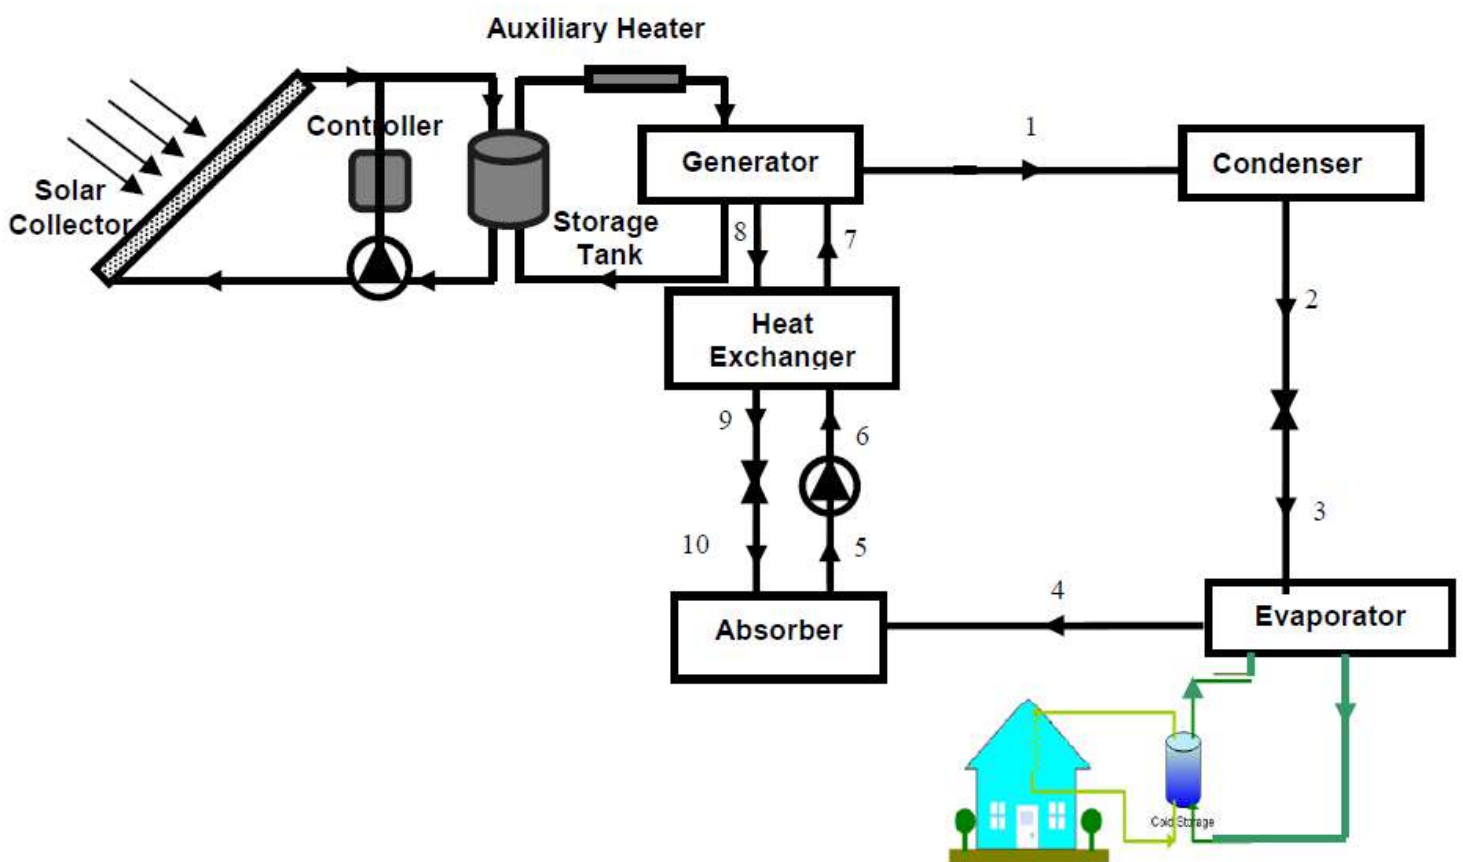 Auxiliary Heater
Controller
Solar
Collector
Storage
Tank
Generator
1
Condenser
8
7
2
Heat
Exchanger
9
6
3
10
5
4
Absorber
Evaporator
Cold Storage